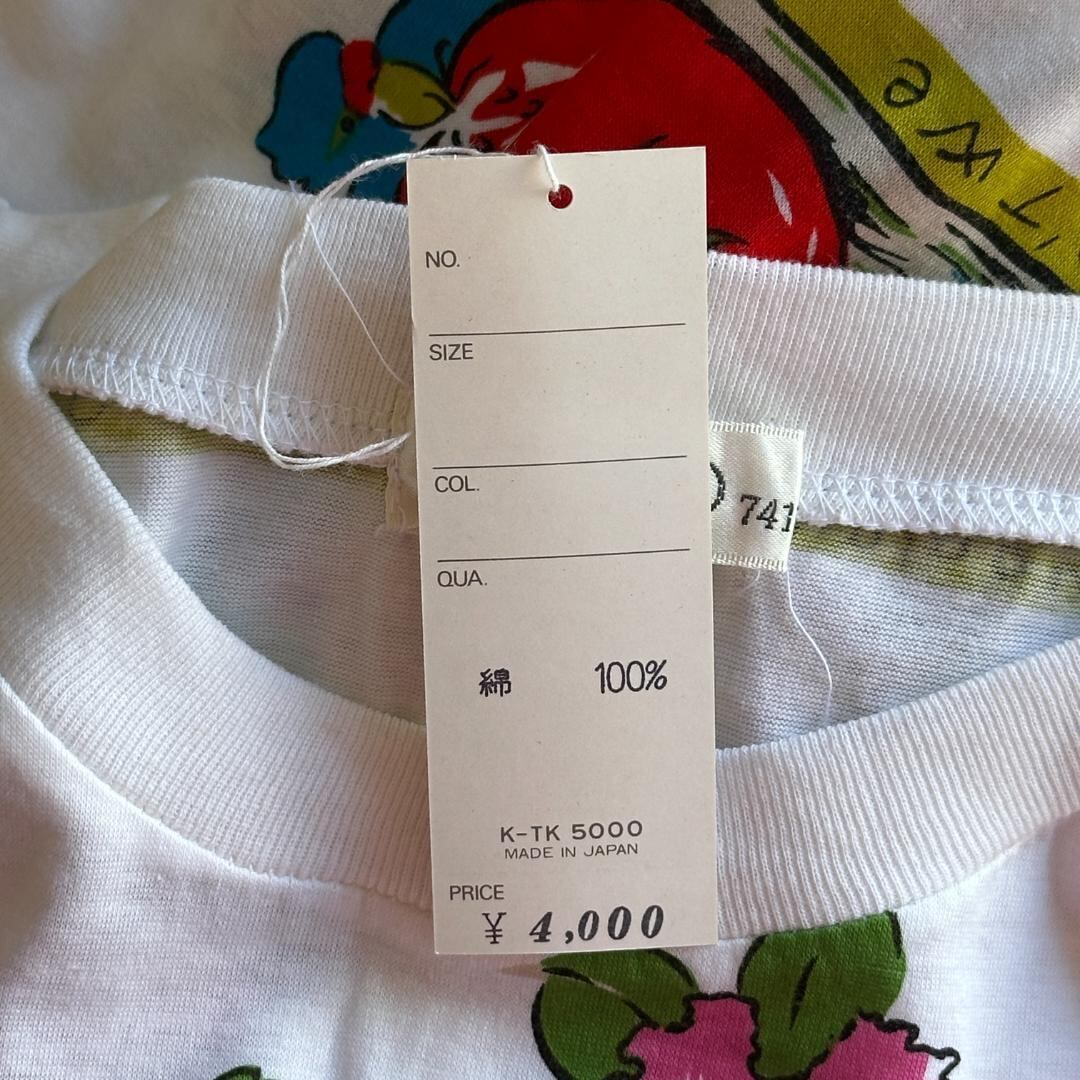 NO.
SIZE
COL.
QUA.
綿 100%
K-TK 5000
MADE IN JAPAN
PRICE
¥ 4,000
741